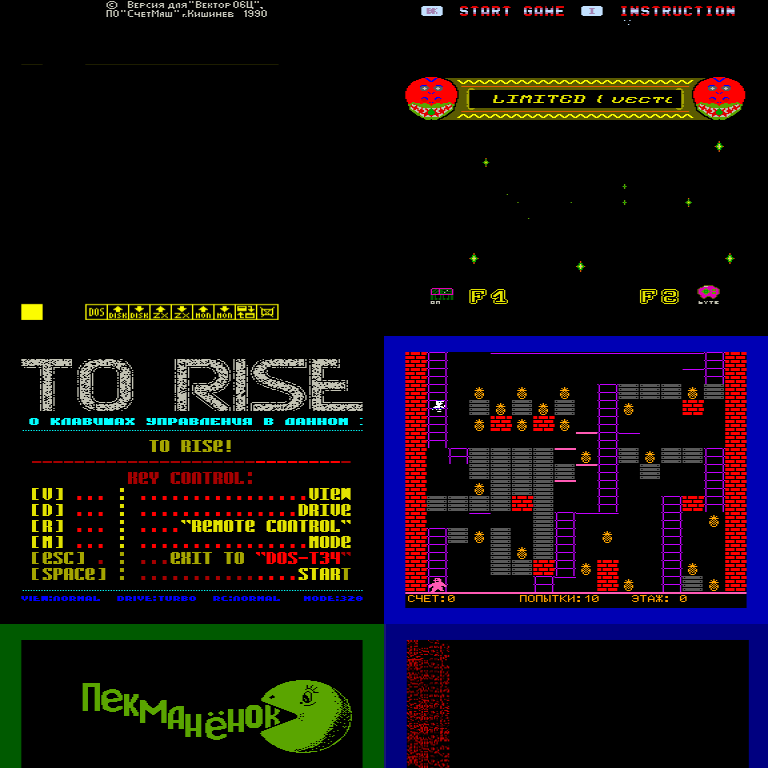 © Версия для "Вектор 06Ц".
ПО "СчетМаш" г.Кишинев 1990
START GAME I INSTRUCTION
LIMITED ( VECTO
F1 F2
BYTE
DOS DISK DISK ZX ZX MON MON
TO RISE
О КЛАВИШАХ УПРАВЛЕНИЯ В ДАННОМ
TO RISE!
KEY CONTROL:
[V] ... : ................VIEW
[D] ... : ...............DRIVE
[R] ... : ...."REMOTE CONTROL"
[M] ... : ................MODE
[ESC] . : ...EXIT TO "DOS-T34"
[SPACE] : ...............START
VIEW:NORMAL DRIVE:TURBO RC:NORMAL MODE:320
СЧЕТ:0 ПОПЫТКИ:10 ЭТАЖ: 0
ПЕКМАНЁНОК